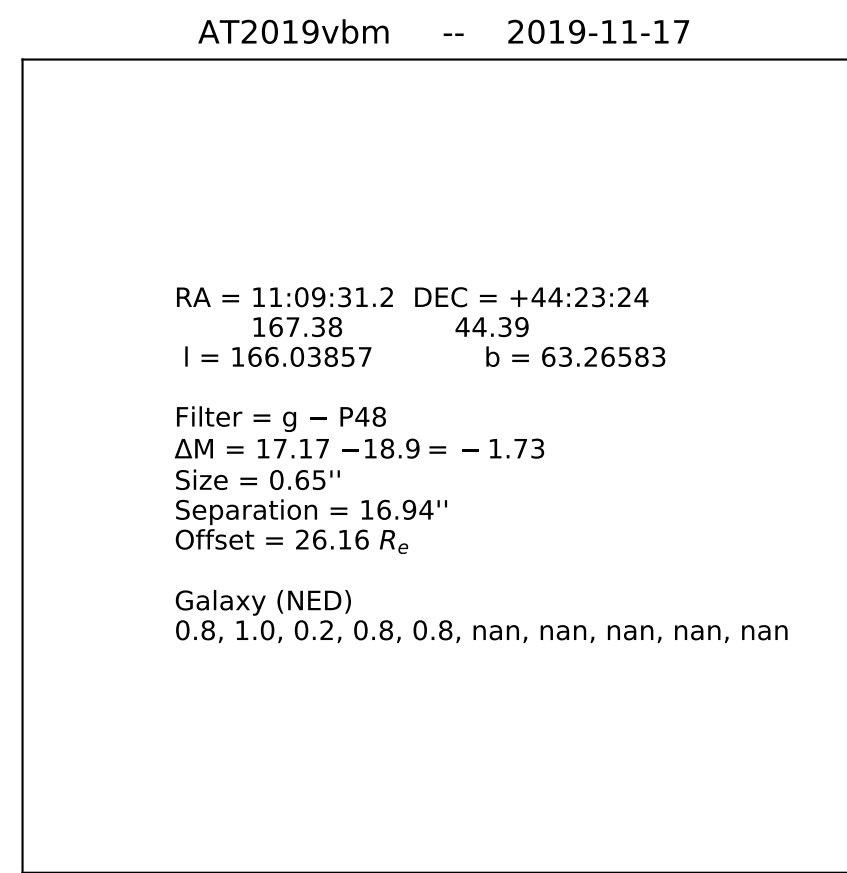 AT2019vbm -- 2019-11-17
RA = 11:09:31.2 DEC = +44:23:24
167.38 44.39
l = 166.03857 b = 63.26583
Filter = g − P48
ΔM = 17.17 −18.9 = − 1.73
Size = 0.65''
Separation = 16.94''
Offset = 26.16 Re
Galaxy (NED)
0.8, 1.0, 0.2, 0.8, 0.8, nan, nan, nan, nan, nan